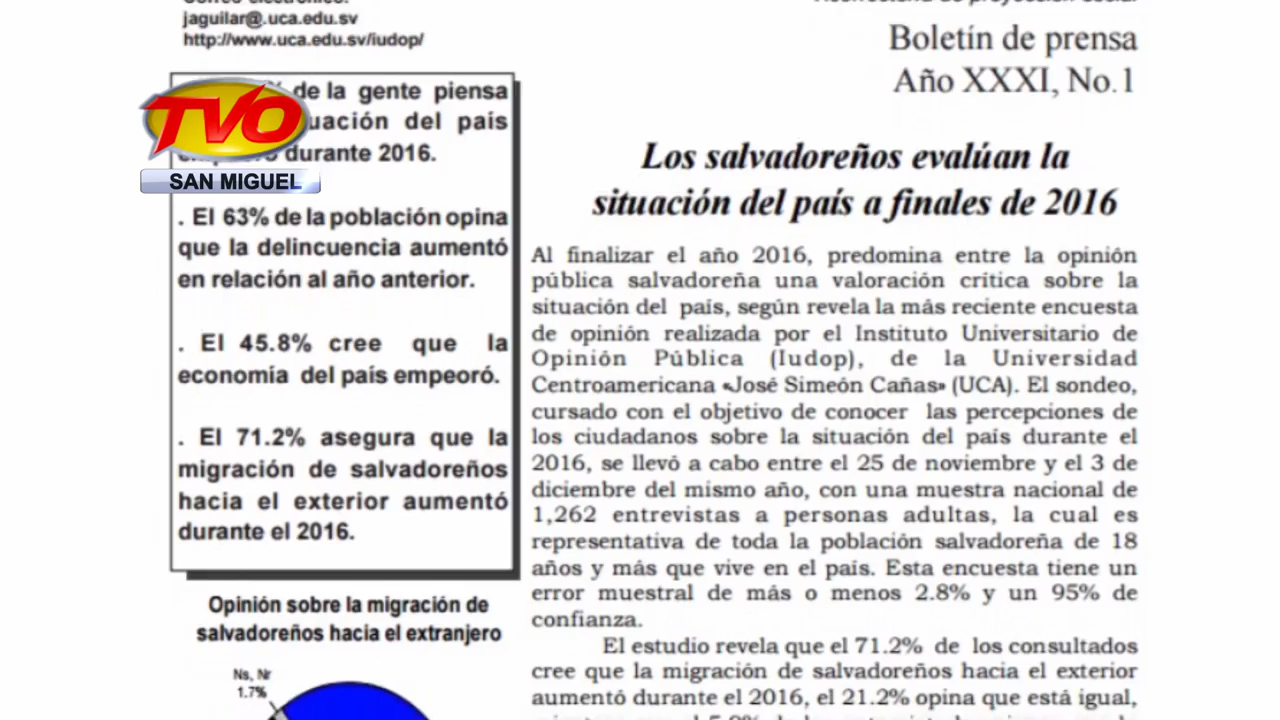 jaguilar@.uca.edu.sv
http://www.uca.edu.sv/iudop/
Boletín de prensa
Año XXXI, No.1
TVO
SAN MIGUEL
% de la gente piensa
del país
durante 2016.
. El 63% de la población opina
que la delincuencia aumentó
en relación al año anterior.
. El 45.8% cree que la
economía del país empeoró.
. El 71.2% asegura que la
migración de salvadoreños
hacia el exterior aumentó
durante el 2016.
Opinión sobre la migración de
salvadoreños hacia el extranjero
Ns, Nr
1.7%
Los salvadoreños evalúan la
situación del país a finales de 2016
Al finalizar el año 2016, predomina entre la opinión
pública salvadoreña una valoración crítica sobre la
situación del país, según revela la más reciente encuesta
de opinión realizada por el Instituto Universitario de
Opinión Pública (Iudop), de la Universidad
Centroamericana «José Simeón Cañas» (UCA). El sondeo,
cursado con el objetivo de conocer las percepciones de
los ciudadanos sobre la situación del país durante el
2016, se llevó a cabo entre el 25 de noviembre y el 3 de
diciembre del mismo año, con una muestra nacional de
1,262 entrevistas a personas adultas, la cual es
representativa de toda la población salvadoreña de 18
años y más que vive en el país. Esta encuesta tiene un
error muestral de más o menos 2.8% y un 95% de
confianza.
El estudio revela que el 71.2% de los consultados
cree que la migración de salvadoreños hacia el exterior
aumentó durante el 2016, el 21.2% opina que está igual,